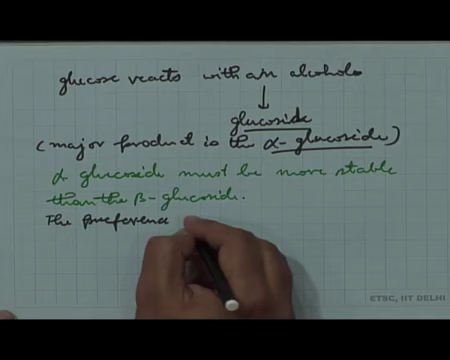 glucose reacts with an alcohol
glucoside
(major product is the α-glucoside)
α glucoside must be more stable
than the β-glucoside.
The preference
ETSC, IIT DELHI